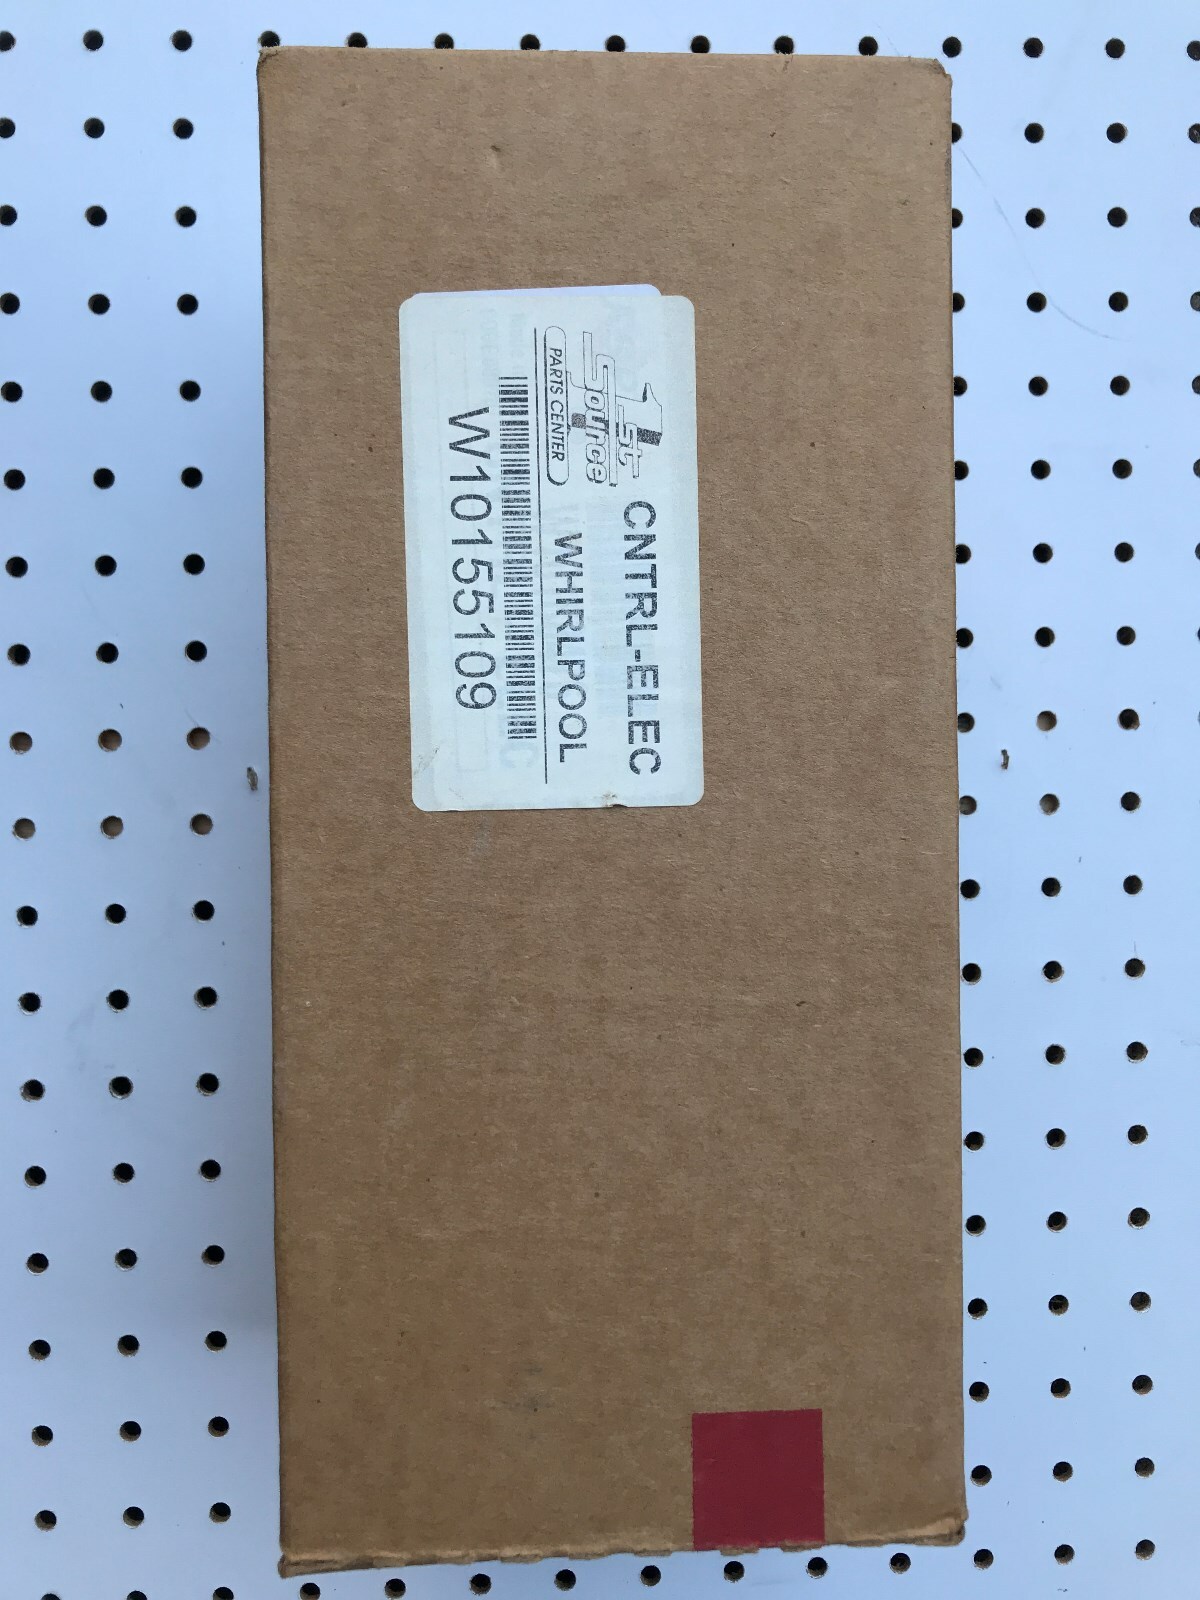 1st
Source
PARTS CENTER
CNTRL-ELEC
WHIRLPOOL
W10155109